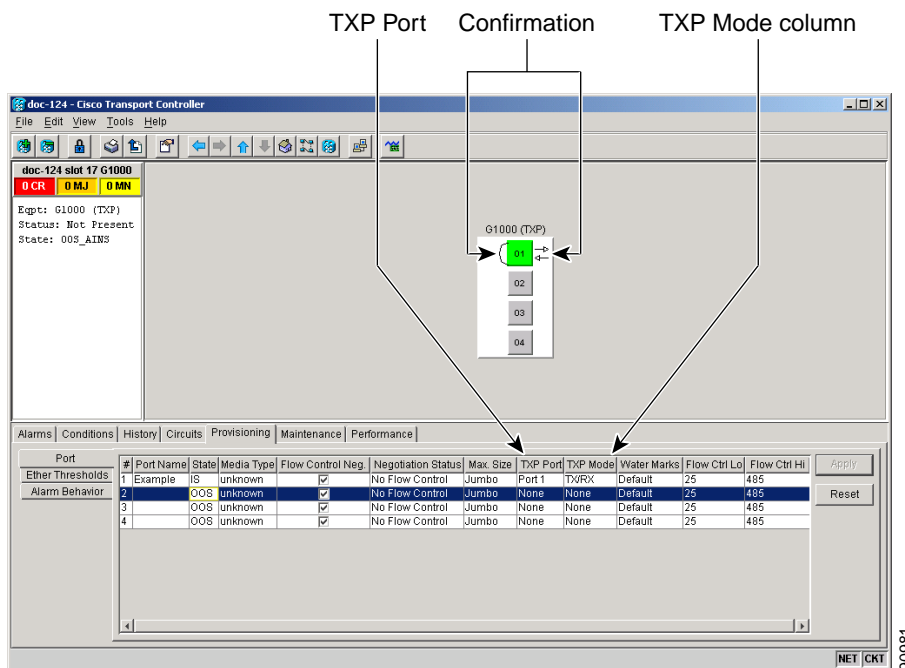 TXP Port Confirmation TXP Mode column
doc-124 - Cisco Transport Controller
File Edit View Tools Help
doc-124 slot 17 G1000
0 CR 0 MJ 0 MN
Eqpt: G1000 (TXP)
Status: Not Present
State: OOS_AINS
G1000 (TXP)
01
02
03
04
Alarms Conditions History Circuits Provisioning Maintenance Performance
Port
Ether Thresholds
Alarm Behavior
# Port Name State Media Type Flow Control Neg. Negotiation Status Max. Size TXP Port TXP Mode Water Marks Flow Ctrl Lo Flow Ctrl Hi
1 Example IS unknown No Flow Control Jumbo Port 1 TX/RX Default 25 485
2 OOS unknown No Flow Control Jumbo None None Default 25 485
3 OOS unknown No Flow Control Jumbo None None Default 25 485
4 OOS unknown No Flow Control Jumbo None None Default 25 485
Apply
Reset
NET CKT